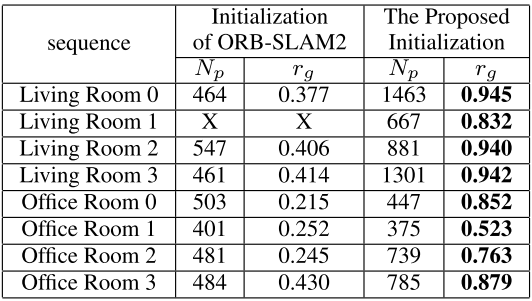 sequence Initialization of ORB-SLAM2 The Proposed Initialization
N_p r_g N_p r_g
Living Room 0 464 0.377 1463 0.945
Living Room 1 X X 667 0.832
Living Room 2 547 0.406 881 0.940
Living Room 3 461 0.414 1301 0.942
Office Room 0 503 0.215 447 0.852
Office Room 1 401 0.252 375 0.523
Office Room 2 481 0.245 739 0.763
Office Room 3 484 0.430 785 0.879